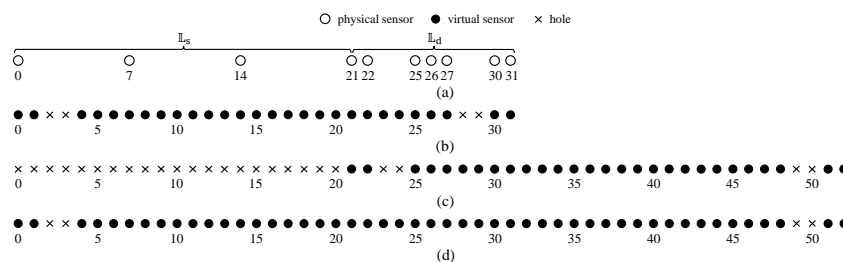 physical sensor virtual sensor hole
𝕃s 𝕃d
0 7 14 21 22 25 26 27 30 31
(a)
0 5 10 15 20 25 30
(b)
0 5 10 15 20 25 30 35 40 45 50
(c)
0 5 10 15 20 25 30 35 40 45 50
(d)